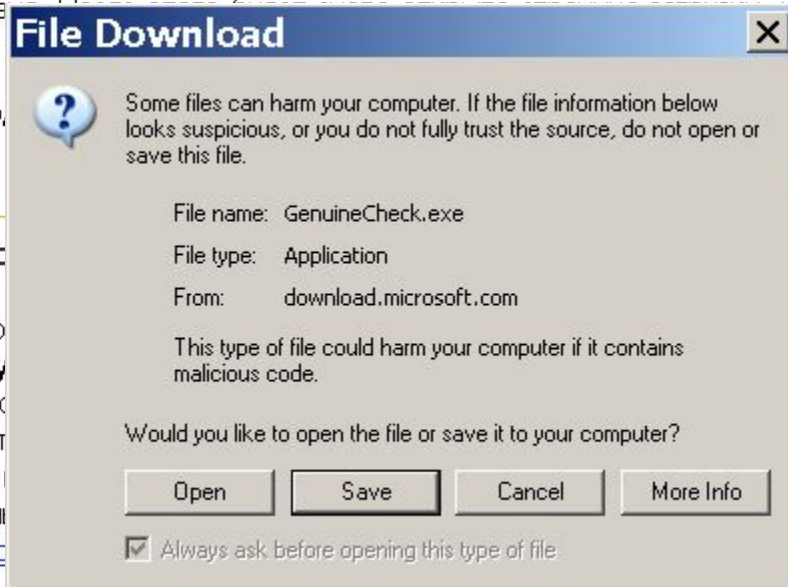 File Download
Some files can harm your computer. If the file information below
looks suspicious, or you do not fully trust the source, do not open or
save this file.
File name: GenuineCheck.exe
File type: Application
From: download.microsoft.com
This type of file could harm your computer if it contains
malicious code.
Would you like to open the file or save it to your computer?
Open Save Cancel More Info
Always ask before opening this type of file